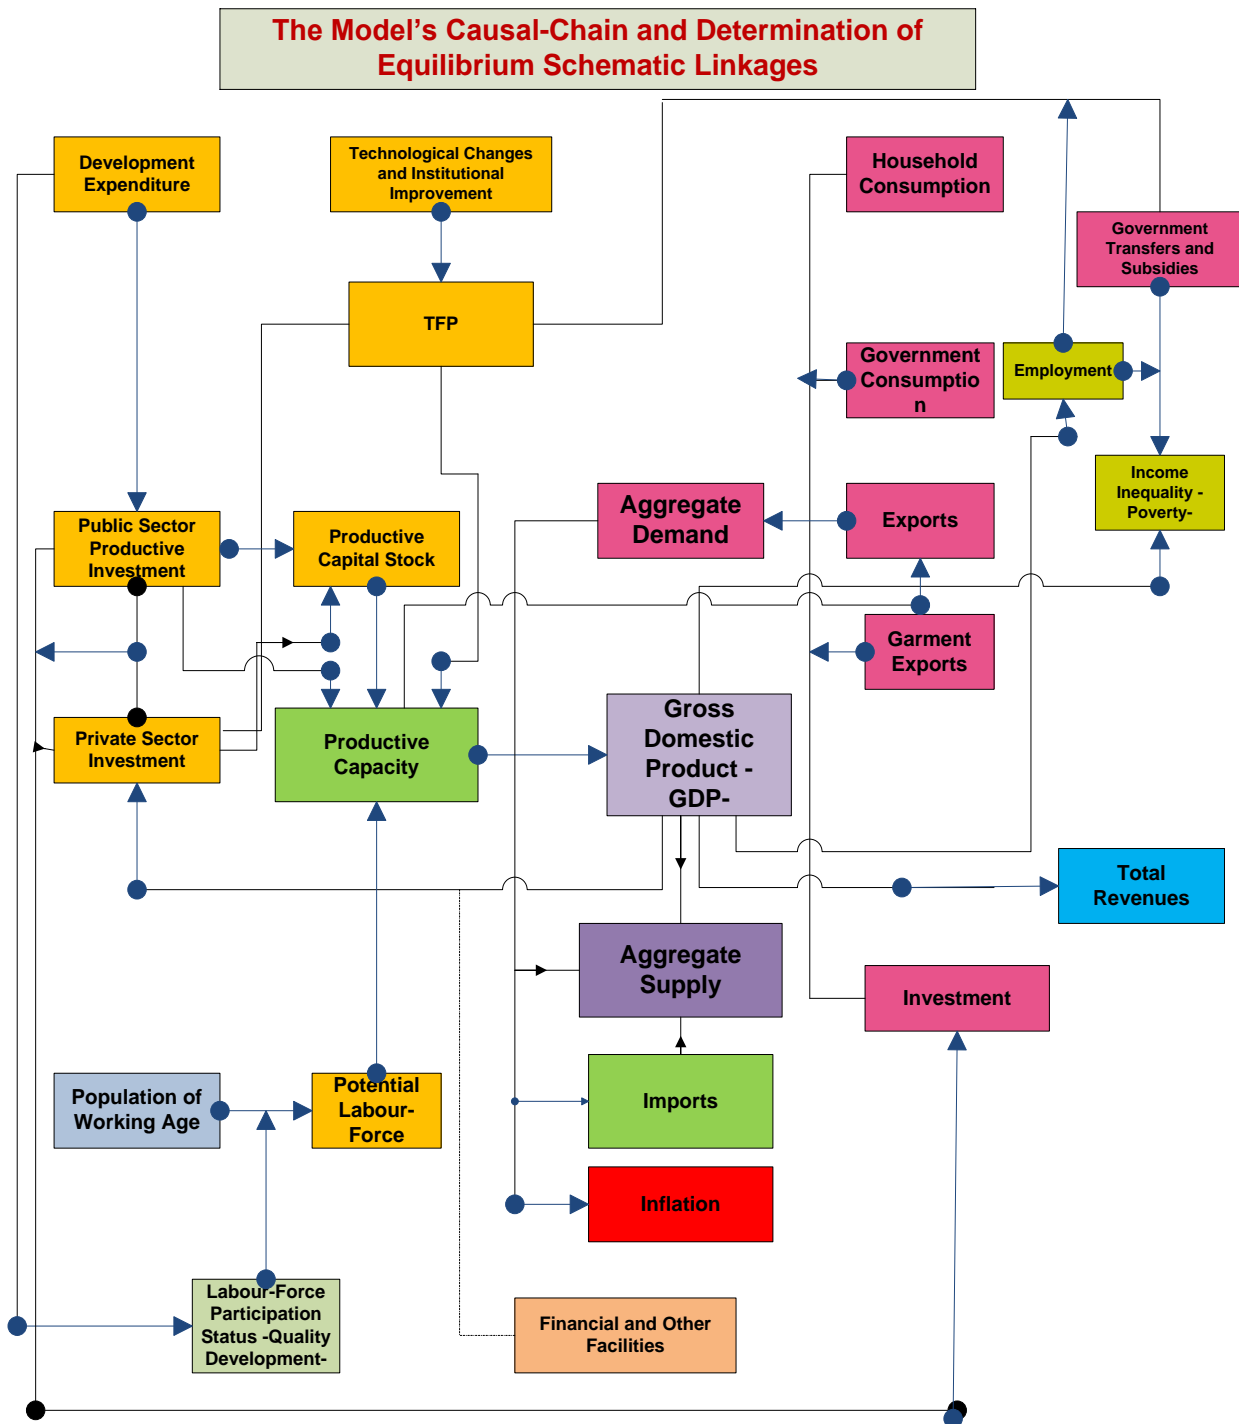 The Model's Causal-Chain and Determination of
Equilibrium Schematic Linkages
Development
Expenditure
Technological Changes
and Institutional
Improvement
Household
Consumption
Government
Transfers and
Subsidies
TFP
Government
Consumptio
n
Employment
Income
Inequality -
Poverty-
Public Sector
Productive
Investment
Productive
Capital Stock
Aggregate
Demand
Exports
Garment
Exports
Private Sector
Investment
Productive
Capacity
Gross
Domestic
Product -
GDP-
Total
Revenues
Aggregate
Supply
Investment
Population of
Working Age
Potential
Labour-
Force
Imports
Inflation
Labour-Force
Participation
Status -Quality
Development-
Financial and Other
Facilities